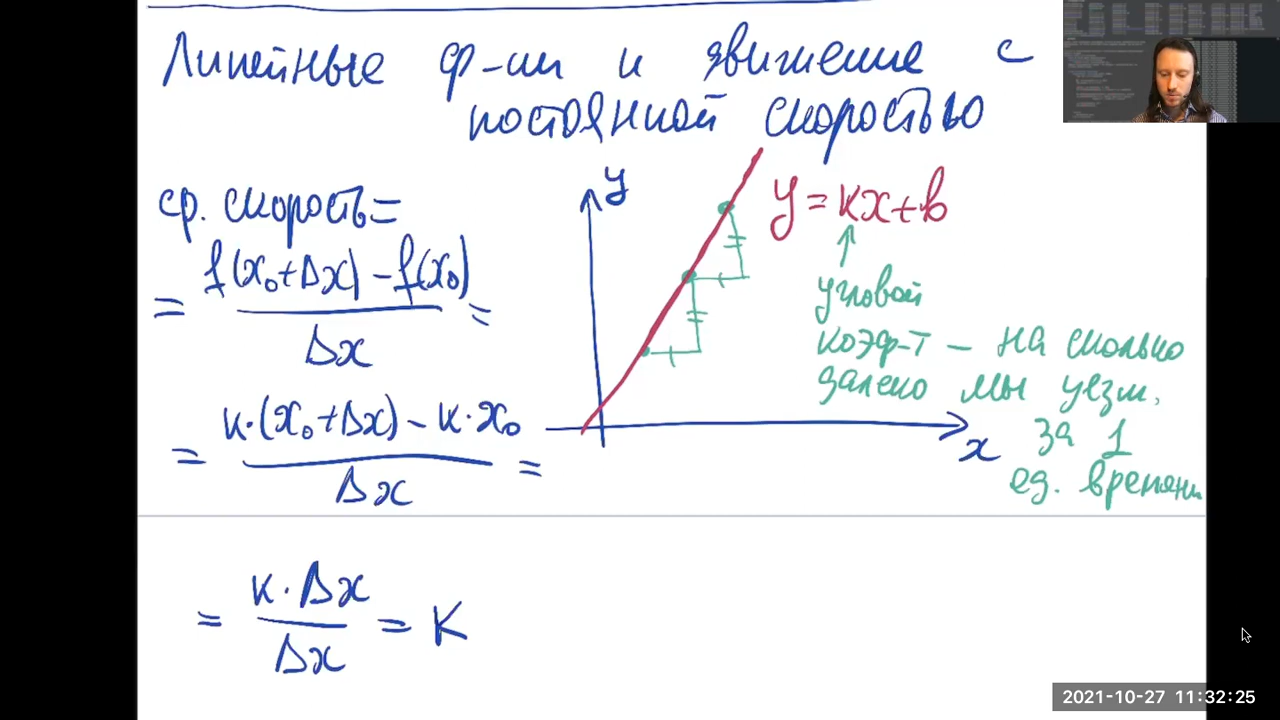 Линейные ф-ии и движение с
постоянной скоростью
ср. скорость=
= f(x₀+Δx) - f(x₀) / Δx =
= k·(x₀+Δx) - k·x₀ / Δx =
= k·Δx / Δx = k
y
x
y = kx+b
угловой
коэф-т – на сколько
далеко мы уезж.
за 1
ед. времени
2021-10-27 11:32:25